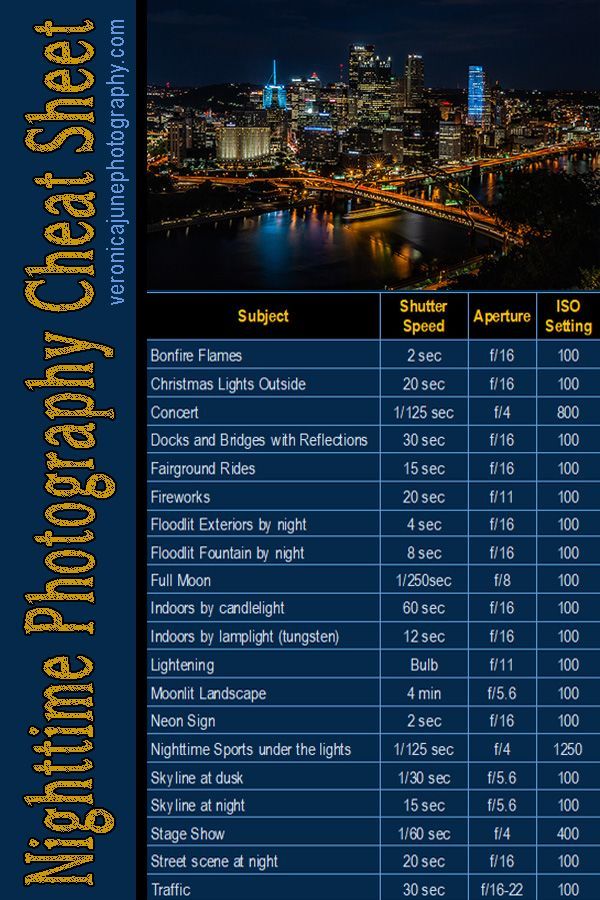 Nighttime Photography Cheat Sheet
veronicajunephotography.com
Subject Shutter Speed Aperture ISO Setting
Bonfire Flames 2 sec f/16 100
Christmas Lights Outside 20 sec f/16 100
Concert 1/125 sec f/4 800
Docks and Bridges with Reflections 30 sec f/16 100
Fairground Rides 15 sec f/16 100
Fireworks 20 sec f/11 100
Floodlit Exteriors by night 4 sec f/16 100
Floodlit Fountain by night 8 sec f/16 100
Full Moon 1/250sec f/8 100
Indoors by candlelight 60 sec f/16 100
Indoors by lamplight (tungsten) 12 sec f/16 100
Lightening Bulb f/11 100
Moonlit Landscape 4 min f/5.6 100
Neon Sign 2 sec f/16 100
Nighttime Sports under the lights 1/125 sec f/4 1250
Skyline at dusk 1/30 sec f/5.6 100
Skyline at night 15 sec f/5.6 100
Stage Show 1/60 sec f/4 400
Street scene at night 20 sec f/16 100
Traffic 30 sec f/16-22 100